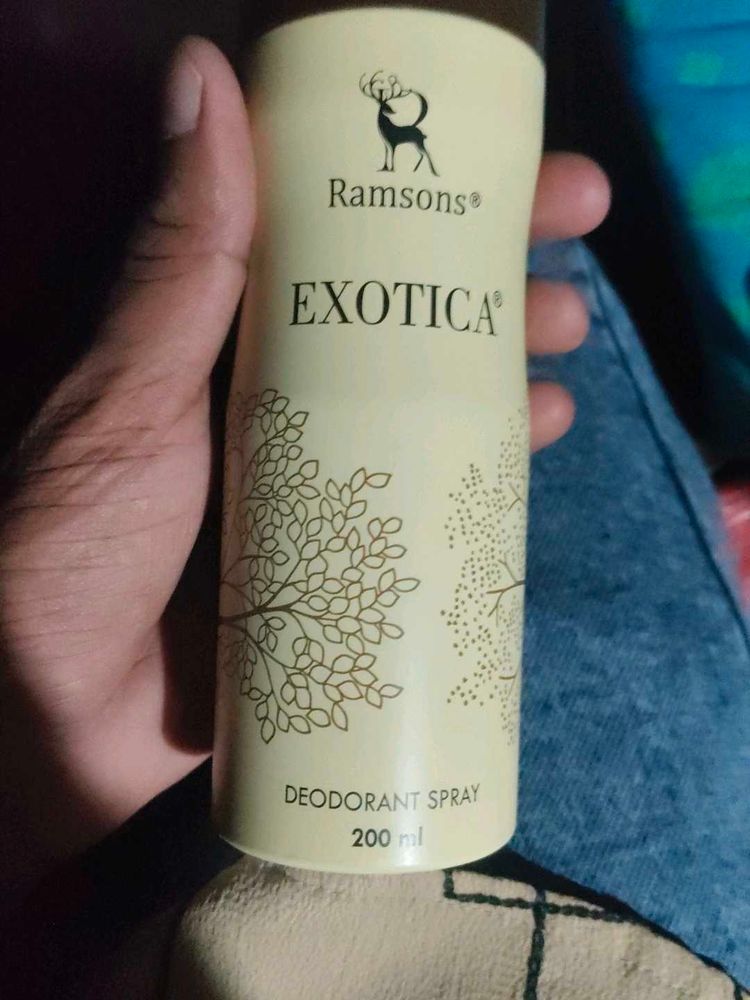 Ramsons®
EXOTICA®
DEODORANT SPRAY
200 ml